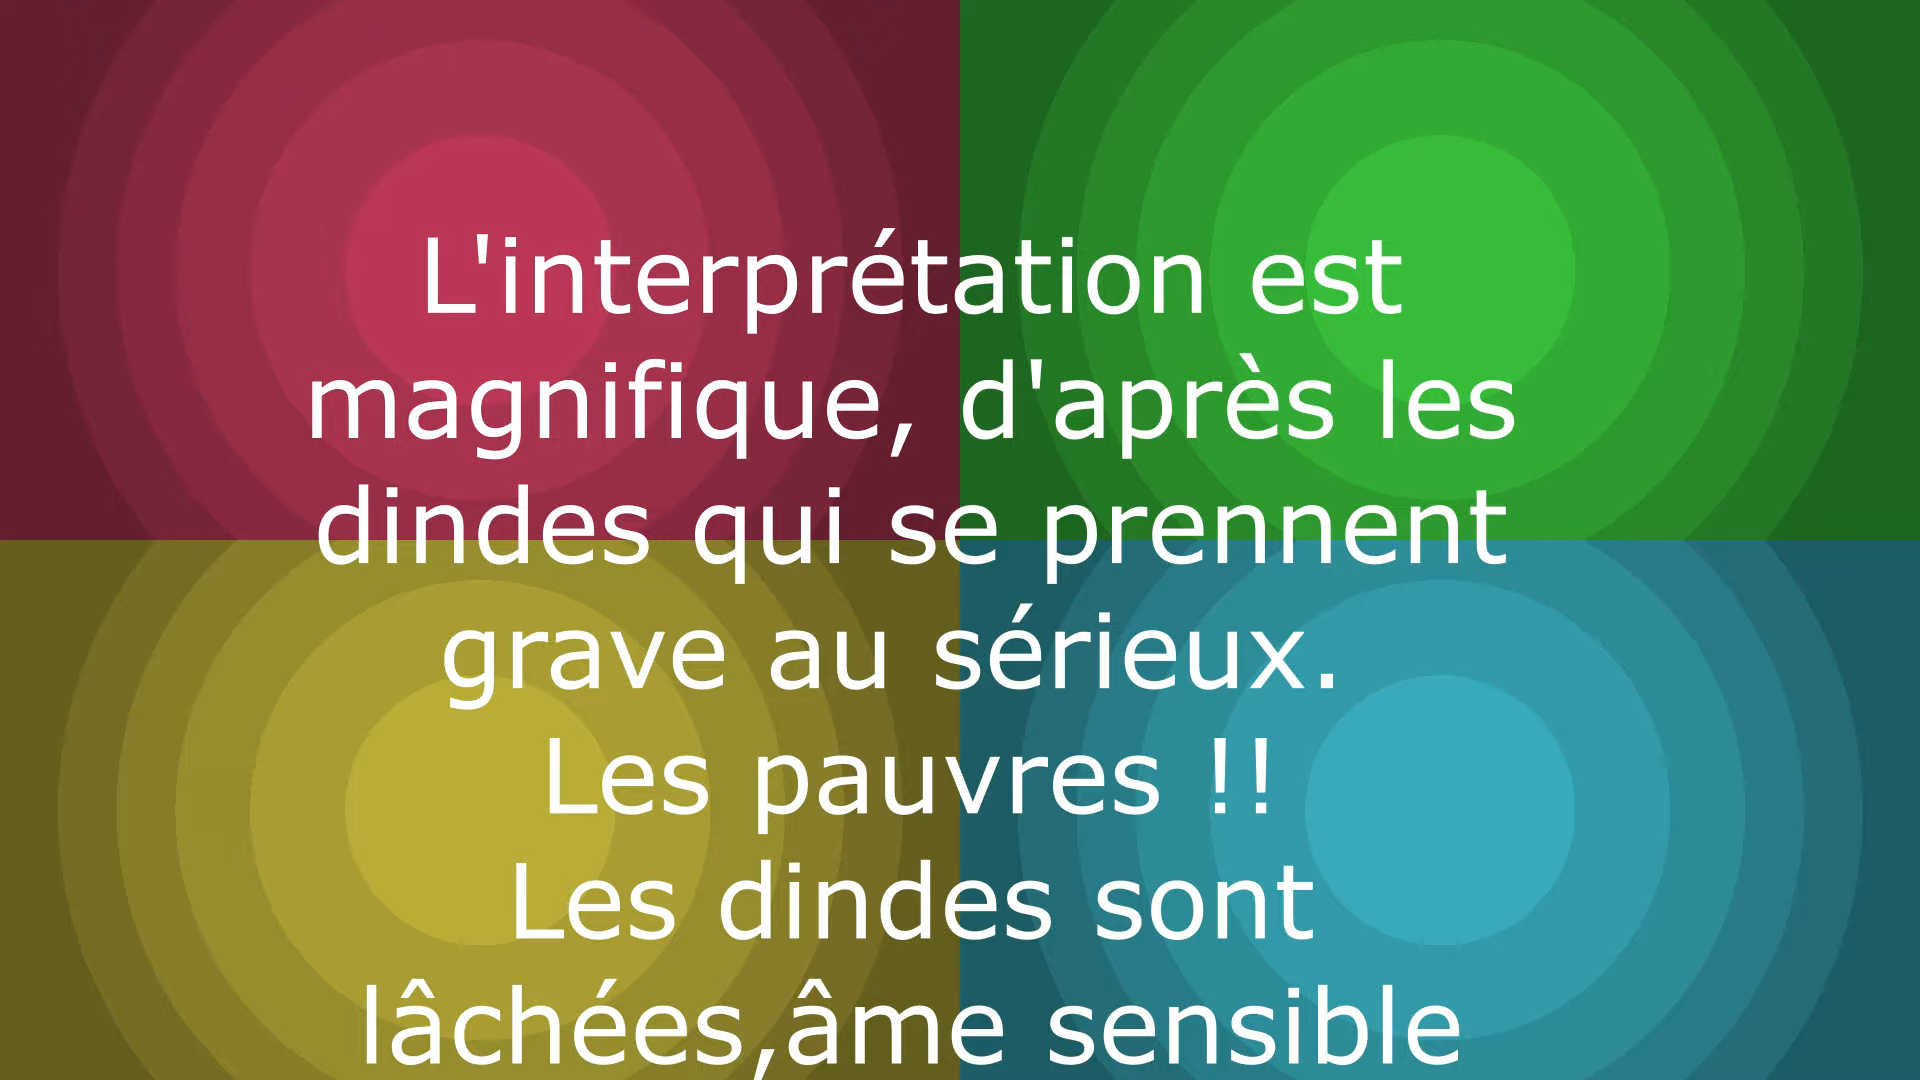 L'interprétation est
magnifique, d'après les
dindes qui se prennent
grave au sérieux.
Les pauvres !!
Les dindes sont
lâchées,âme sensible